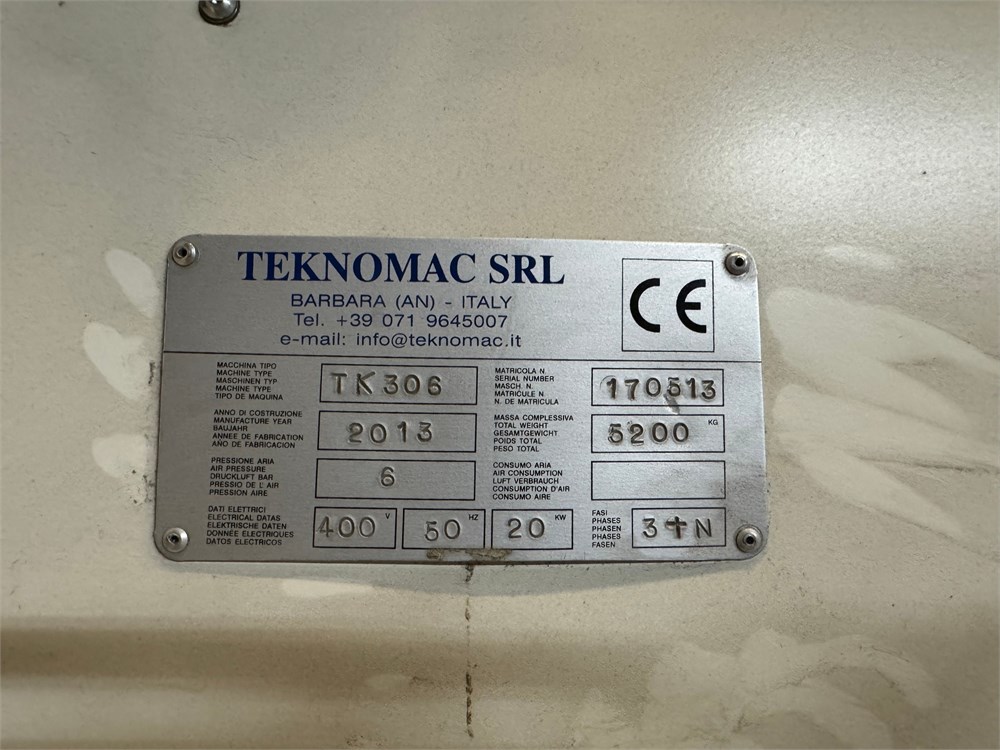 TEKNOMAC SRL
BARBARA (AN) - ITALY
Tel. +39 071 9645007
e-mail: info@teknomac.it
CE
MACCHINA TIPO
MACHINE TYPE
MASCHINEN TYP
MACHINE TYPE
TIPO DE MAQUINA
TK306
MATRICOLA N.
SERIAL NUMBER
MASCH. N.
MATRICULE N.
N. DE MATRICULA
170513
ANNO DI COSTRUZIONE
MANUFACTURE YEAR
BAUJAHR
ANNEE DE FABRICATION
AÑO DE FABRICACION
2013
MASSA COMPLESSIVA
TOTAL WEIGHT
GESAMTGEWICHT
POIDS TOTAL
PESO TOTAL
5200 KG
PRESSIONE ARIA
AIR PRESSURE
DRUCKLUFT BAR
PRESSIO DE L' AIR
PRESSION AIRE
6
CONSUMO ARIA
AIR CONSUMPTION
LUFT VERBRAUCH
CONSUMPTION D'AIR
CONSUMO AIRE
DATI ELETTRICI
ELECTRICAL DATAS
ELEKTRISCHE DATEN
DONNÉE ELECTRIQUES
DATOS ELECTRICOS
400 V
50 HZ
20 KW
FASI
PHASES
PHASEN
PHASES
FASEN
3+N